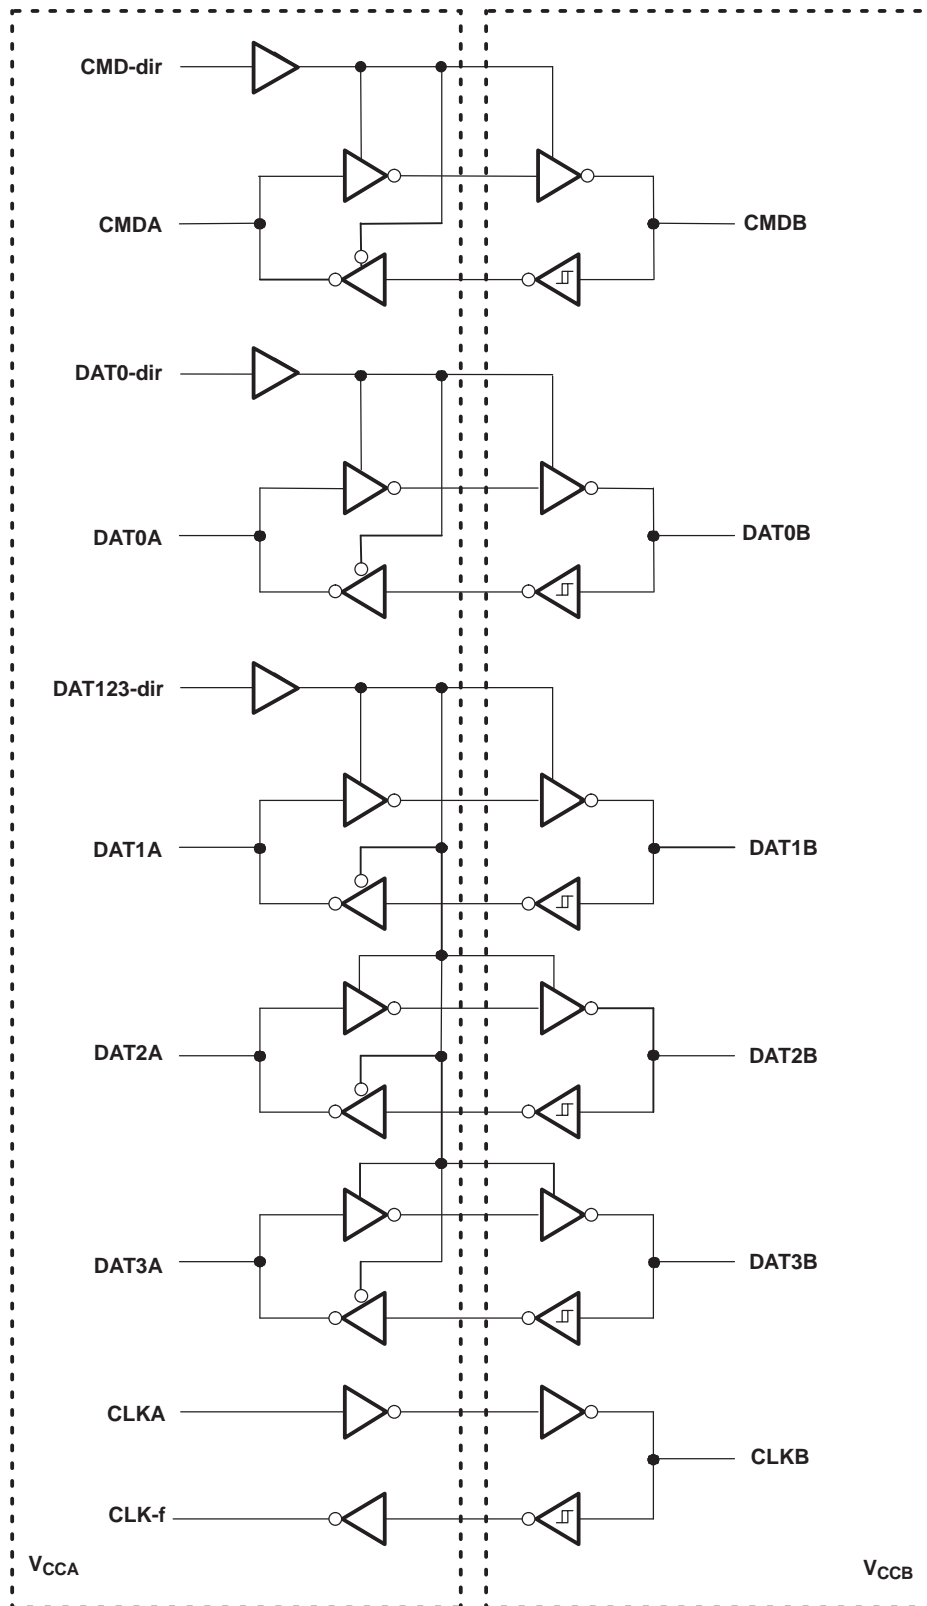 CMD-dir
CMDA
CMDB
DAT0-dir
DAT0A
DAT0B
DAT123-dir
DAT1A
DAT1B
DAT2A
DAT2B
DAT3A
DAT3B
CLKA
CLKB
CLK-f
VCCA
VCCB